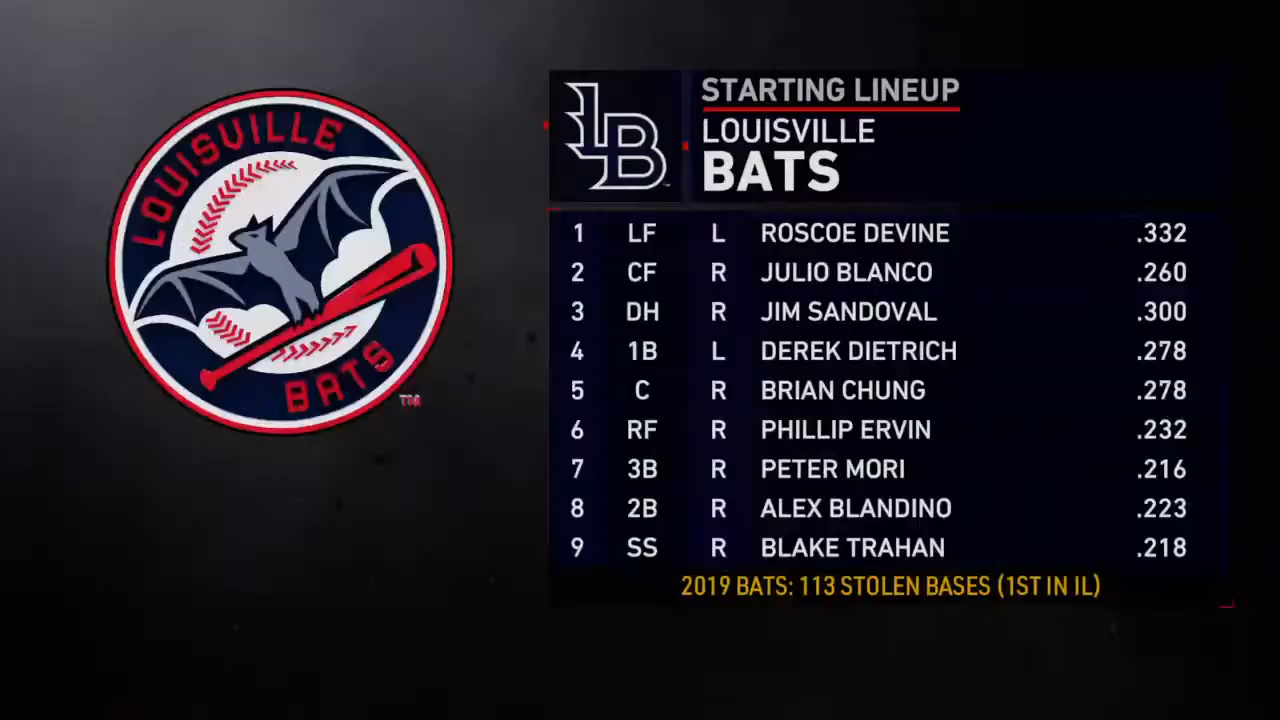 LOUISVILLE
BATS
TM
LB
STARTING LINEUP
LOUISVILLE
BATS
1 LF L ROSCOE DEVINE .332
2 CF R JULIO BLANCO .260
3 DH R JIM SANDOVAL .300
4 1B L DEREK DIETRICH .278
5 C R BRIAN CHUNG .278
6 RF R PHILLIP ERVIN .232
7 3B R PETER MORI .216
8 2B R ALEX BLANDINO .223
9 SS R BLAKE TRAHAN .218
2019 BATS: 113 STOLEN BASES (1ST IN IL)